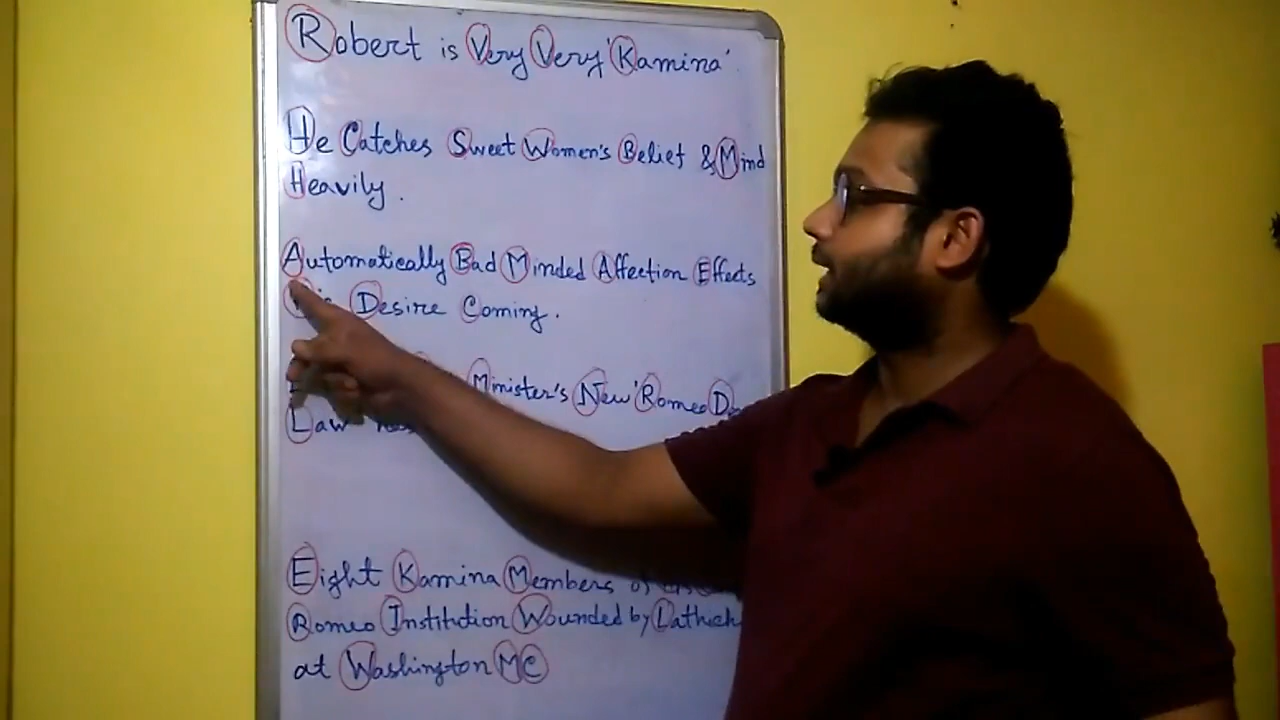 Robert is Very Very 'Kamina'
He Catches Sweet Women's Belief & Mind
Heavily.
Automatically Bad Minded Affection Effects
Desire Coming.
Minister's New 'Romeo
Law
Eight Kamina Members of
Romeo Institution Wounded by
at Washington MC